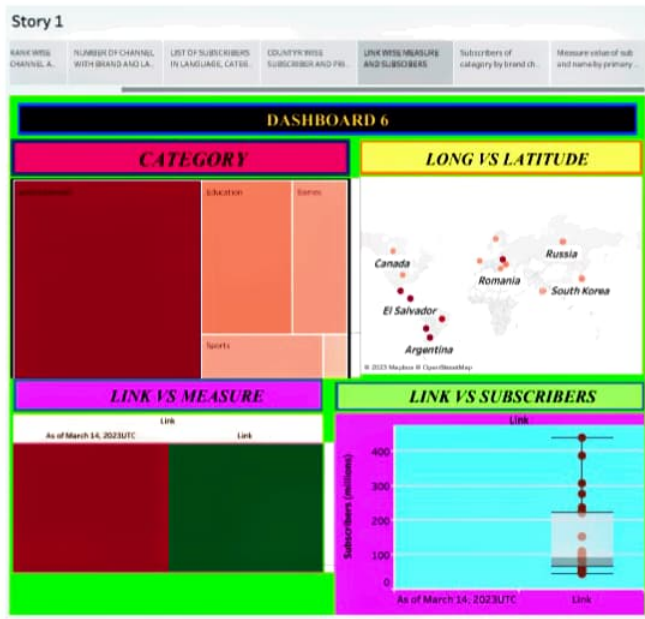 Story 1
RANK WISE
CHANNEL A..
NUMBER OF CHANNEL
WITH BRAND AND LA..
LIST OF SUBSCRIBERS
IN LANGUAGE, CATEG..
COUNTYR WISE
SUBSCRIBER AND PRI..
LINK WISE MEASURE
AND SUBSCIBERS
Subscribers of
category by brand ch..
Measure value of sub
and name by primary..
DASHBOARD 6
CATEGORY
LONG VS LATITUDE
Education
Games
Sports
Canada
Russia
Romania
South Korea
El Salvador
Argentina
© 2023 Mapbox © OpenStreetMap
LINK VS MEASURE
LINK VS SUBSCRIBERS
Link
As of March 14, 2023UTC
Link
Link
Subscribers (millions)
400
300
200
100
0
As of March 14, 2023UTC
Link